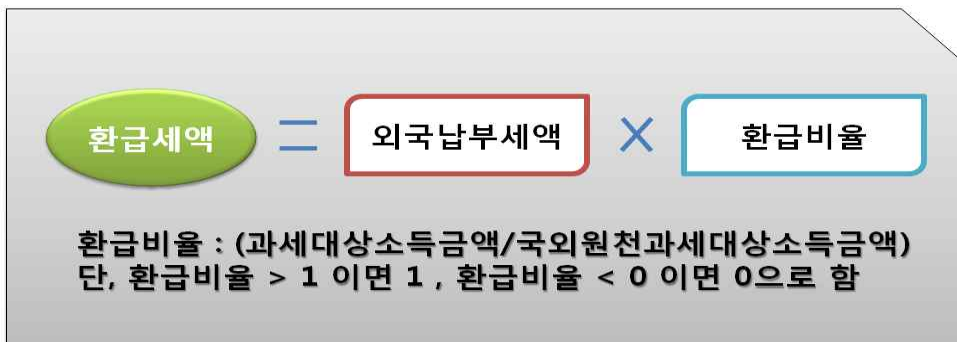 환급세액 = 외국납부세액 × 환급비율
환급비율 : (과세대상소득금액/국외원천과세대상소득금액)
단, 환급비율 > 1 이면 1 , 환급비율 < 0 이면 0으로 함